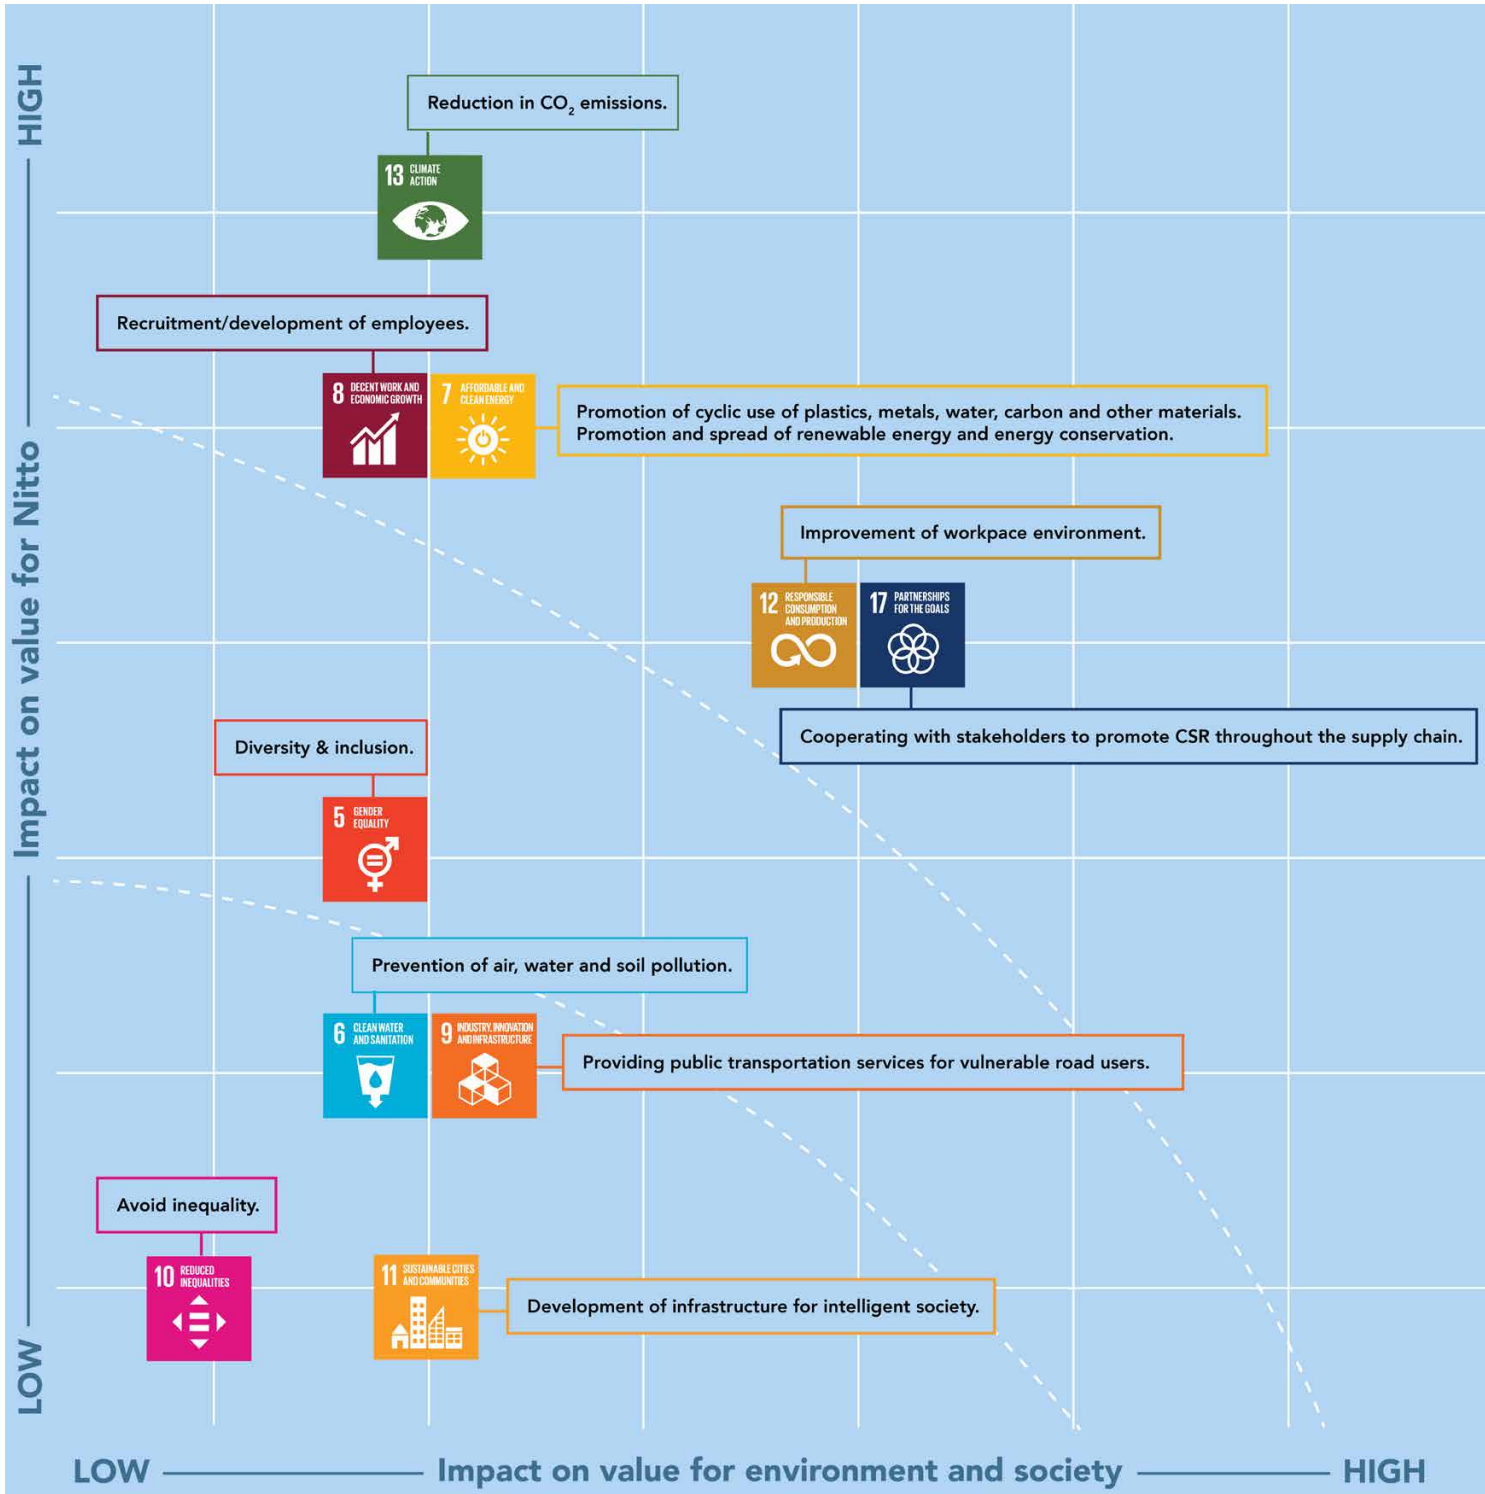 HIGH
Impact on value for Nitto
LOW
Reduction in CO₂ emissions.
13 CLIMATE
ACTION
Recruitment/development of employees.
8 DECENT WORK AND
ECONOMIC GROWTH
7 AFFORDABLE AND
CLEAN ENERGY
Promotion of cyclic use of plastics, metals, water, carbon and other materials.
Promotion and spread of renewable energy and energy conservation.
Improvement of workpace environment.
12 RESPONSIBLE
CONSUMPTION
AND PRODUCTION
17 PARTNERSHIPS
FOR THE GOALS
Cooperating with stakeholders to promote CSR throughout the supply chain.
Diversity & inclusion.
5 GENDER
EQUALITY
Prevention of air, water and soil pollution.
6 CLEAN WATER
AND SANITATION
9 INDUSTRY, INNOVATION
AND INFRASTRUCTURE
Providing public transportation services for vulnerable road users.
Avoid inequality.
10 REDUCED
INEQUALITIES
11 SUSTAINABLE CITIES
AND COMMUNITIES
Development of infrastructure for intelligent society.
LOW Impact on value for environment and society HIGH